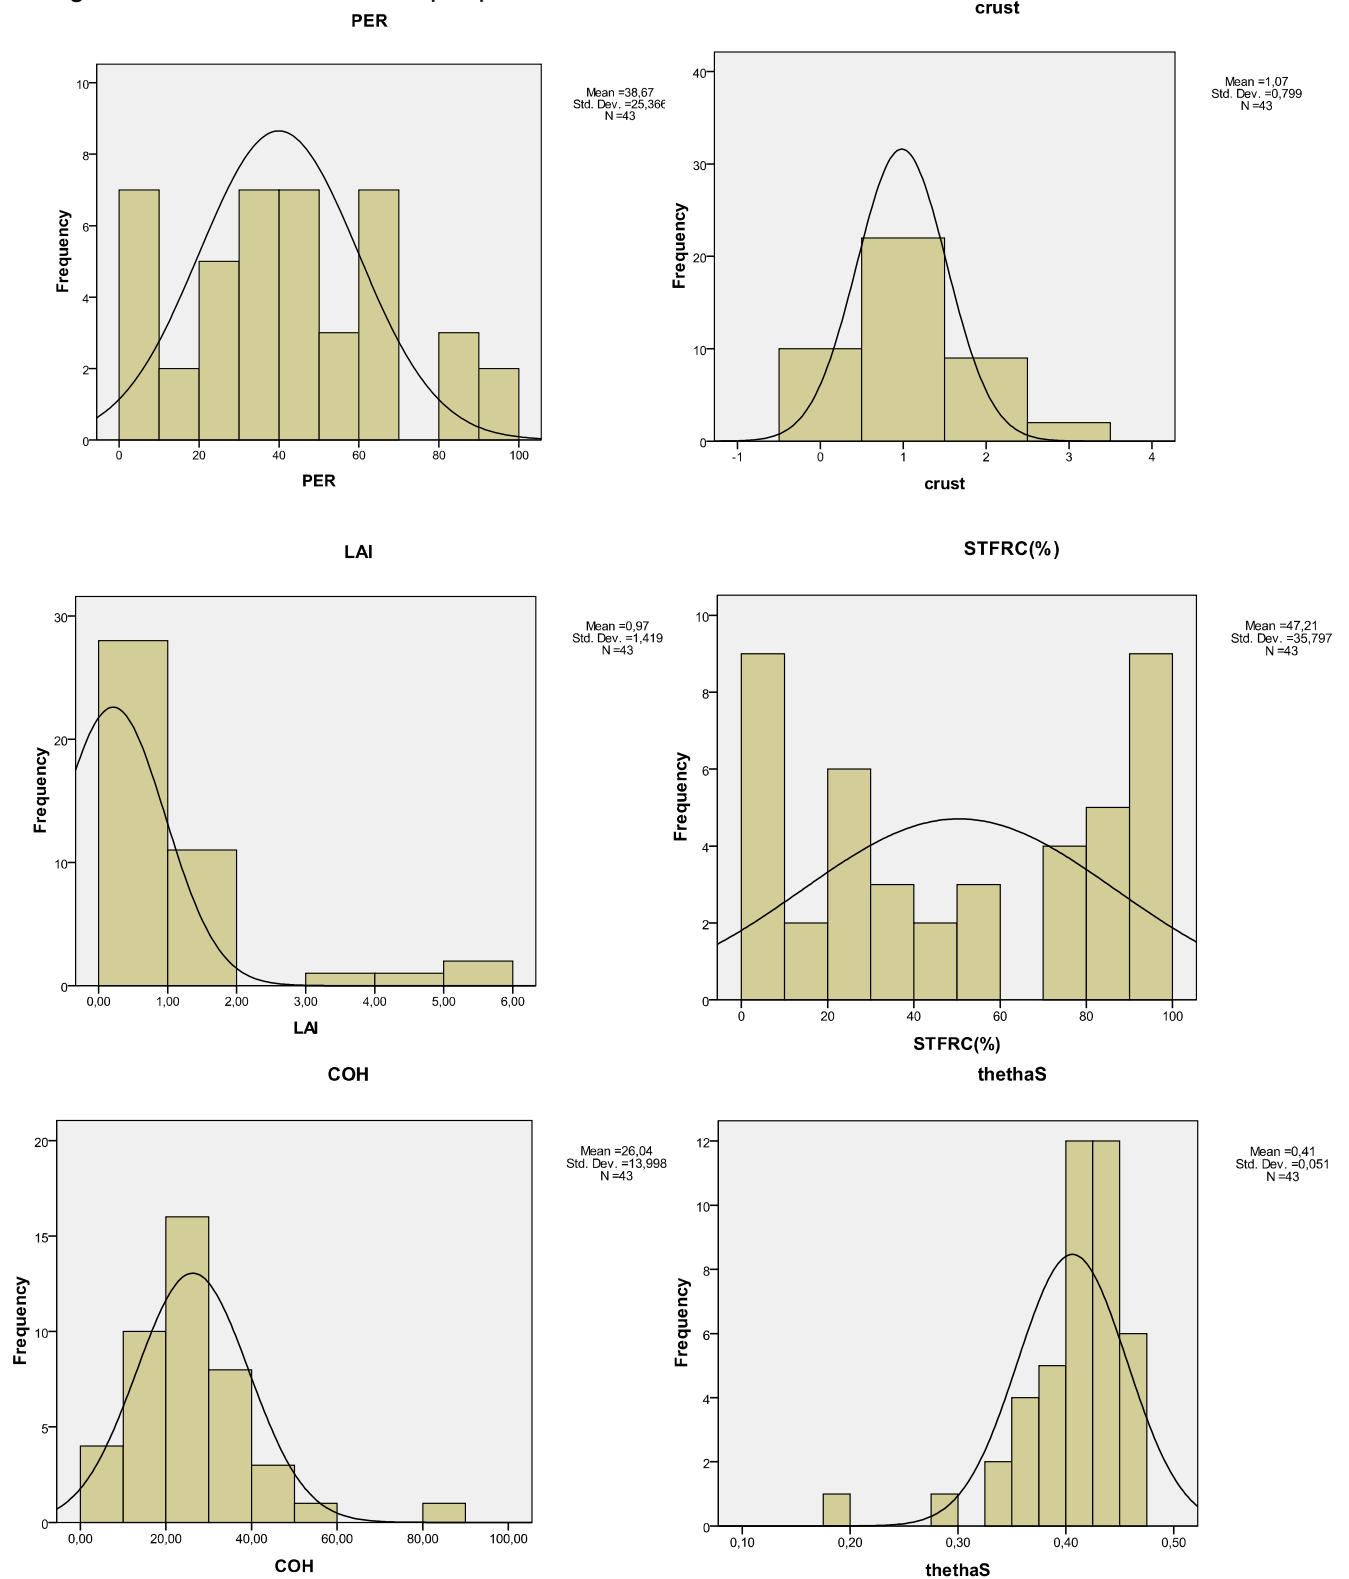 PER
10
8
6
4
2
0
Frequency
0 20 40 60 80 100
PER
Mean =38,67
Std. Dev. =25,366
N =43
crust
40
30
20
10
0
Frequency
-1 0 1 2 3 4
crust
Mean =1,07
Std. Dev. =0,799
N =43
LAI
30
20
10
0
Frequency
0,00 1,00 2,00 3,00 4,00 5,00 6,00
LAI
Mean =0,97
Std. Dev. =1,419
N =43
STFRC(%)
10
8
6
4
2
0
Frequency
0 20 40 60 80 100
STFRC(%)
Mean =47,21
Std. Dev. =35,797
N =43
COH
20
15
10
5
0
Frequency
0,00 20,00 40,00 60,00 80,00 100,00
COH
Mean =26,04
Std. Dev. =13,998
N =43
thethaS
12
10
8
6
4
2
0
Frequency
0,10 0,20 0,30 0,40 0,50
thethaS
Mean =0,41
Std. Dev. =0,051
N =43